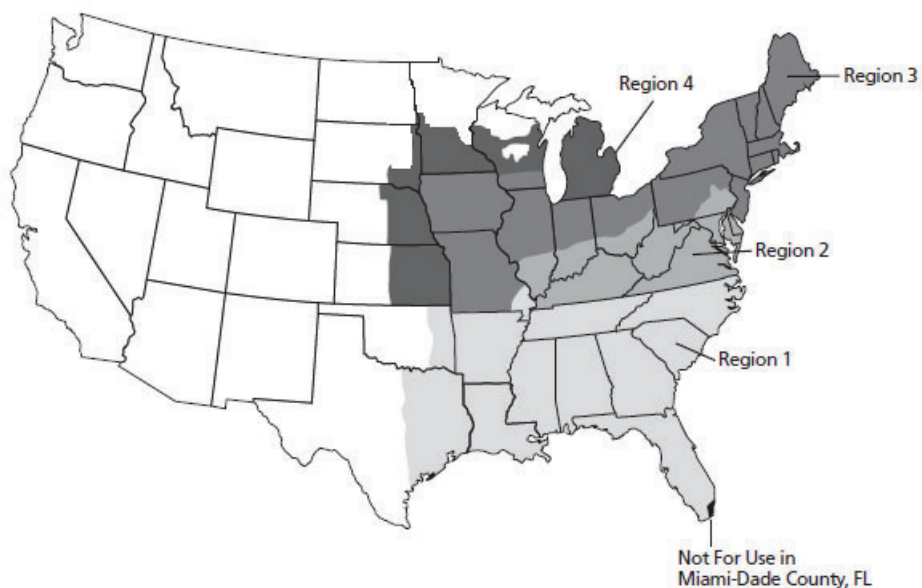 Region 3
Region 4
Region 2
Region 1
Not For Use in
Miami-Dade County, FL